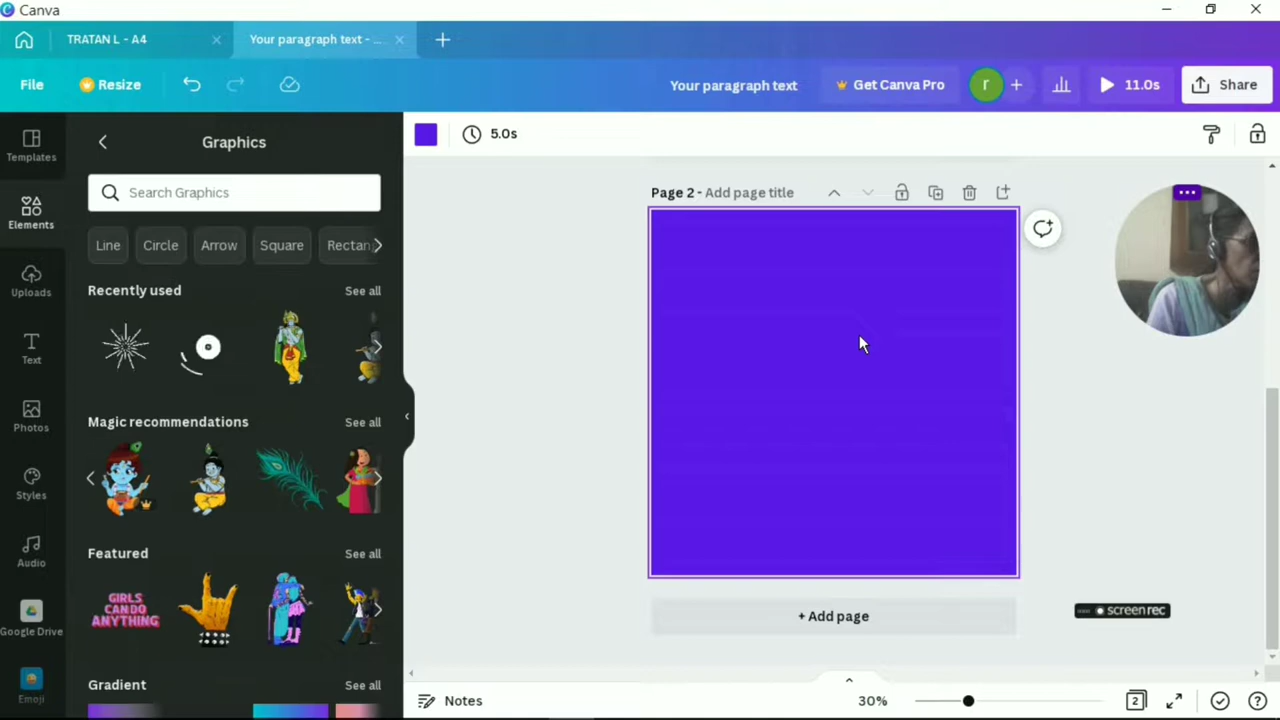 Canva
TRATAN L - A4
Your paragraph text - ...
File
Resize
Your paragraph text
Get Canva Pro
r
11.0s
Share
Templates
Elements
Uploads
Text
Photos
Styles
Audio
Google Drive
Emoji
Graphics
Search Graphics
Line
Circle
Arrow
Square
Rectan
Recently used
See all
Magic recommendations
See all
Featured
See all
GIRLS
CAN DO
ANYTHING
Gradient
See all
5.0s
Page 2 - Add page title
+ Add page
screenrec
Notes
30%
2